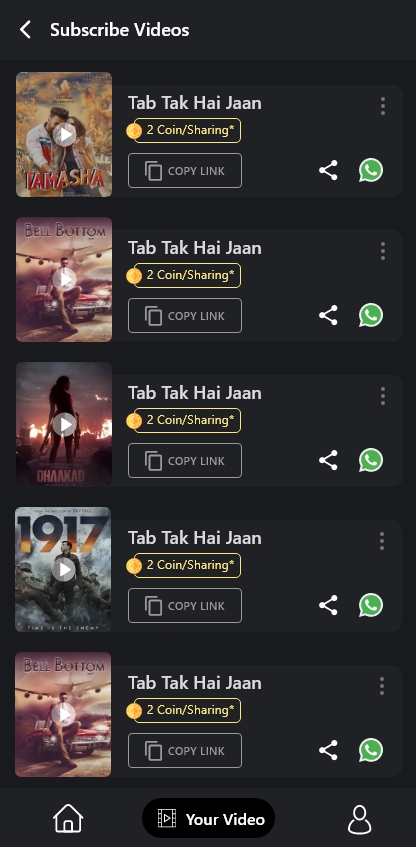 Subscribe Videos
TAMASHA
Tab Tak Hai Jaan
2 Coin/Sharing*
COPY LINK
BELL BOTTOM
Tab Tak Hai Jaan
2 Coin/Sharing*
COPY LINK
DHAAKAD
Tab Tak Hai Jaan
2 Coin/Sharing*
COPY LINK
1917
TIME IS THE ENEMY
Tab Tak Hai Jaan
2 Coin/Sharing*
COPY LINK
BELL BOTTOM
Tab Tak Hai Jaan
2 Coin/Sharing*
COPY LINK
Your Video